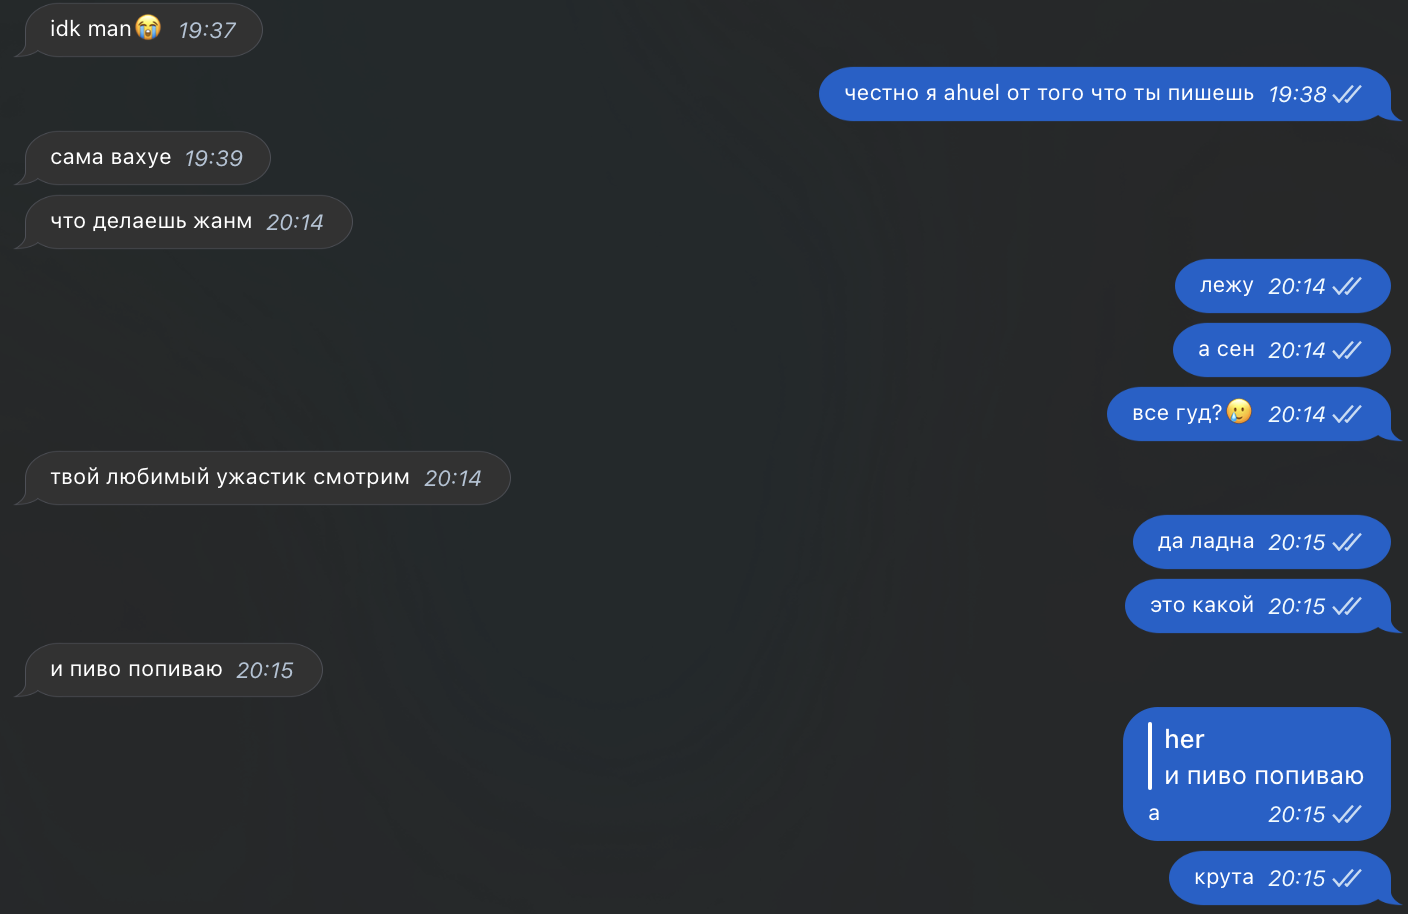 idk man😭 19:37
честно я ahuel от того что ты пишешь 19:38
сама вахуе 19:39
что делаешь жанм 20:14
лежу 20:14
а сен 20:14
все гуд?🥲 20:14
твой любимый ужастик смотрим 20:14
да ладна 20:15
это какой 20:15
и пиво попиваю 20:15
her
и пиво попиваю
а 20:15
крута 20:15